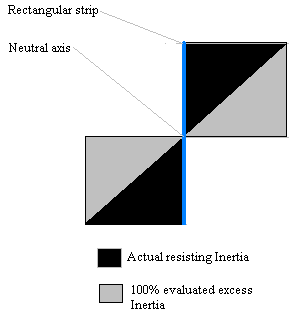 Rectangular strip
Neutral axis
Actual resisting Inertia
100% evaluated excess
Inertia